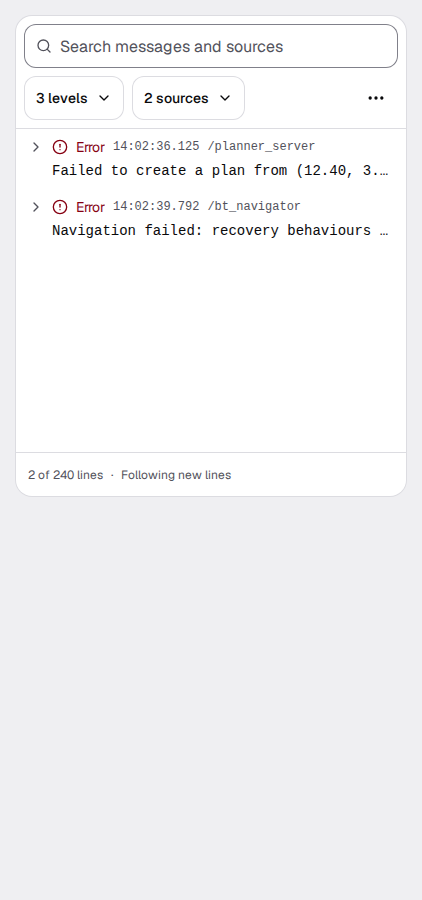 Search messages and sources
3 levels
2 sources
Error 14:02:36.125 /planner_server
Failed to create a plan from (12.40, 3.…
Error 14:02:39.792 /bt_navigator
Navigation failed: recovery behaviours …
2 of 240 lines · Following new lines